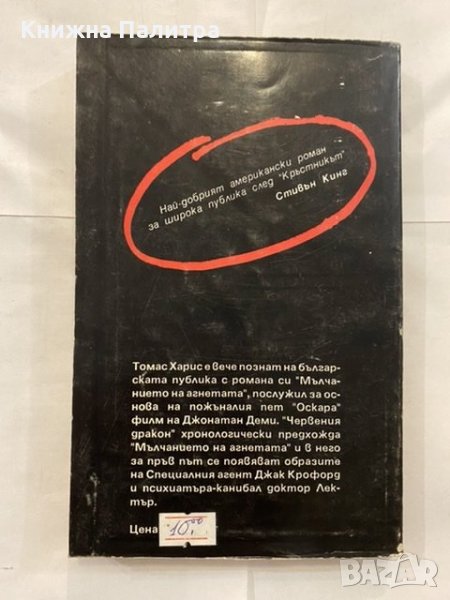 Книжна Палитра
Най-добрият американски роман
за широка публика след "Кръстникът"
Стивън Кинг
Томас Харис е вече познат на българ-
ската публика с романа си "Мълча-
нието на агнетата", послужил за ос-
нова на пожъналия пет "Оскара"
филм на Джонатан Деми. "Червения
дракон" хронологически предхожда
"Мълчанието на агнетата" и в него
за пръв път се появяват образите
на Специалния агент Джак Крофорд
и психиатъра-канибал доктор Лек-
тър.
Цена 10,00
BAZAR